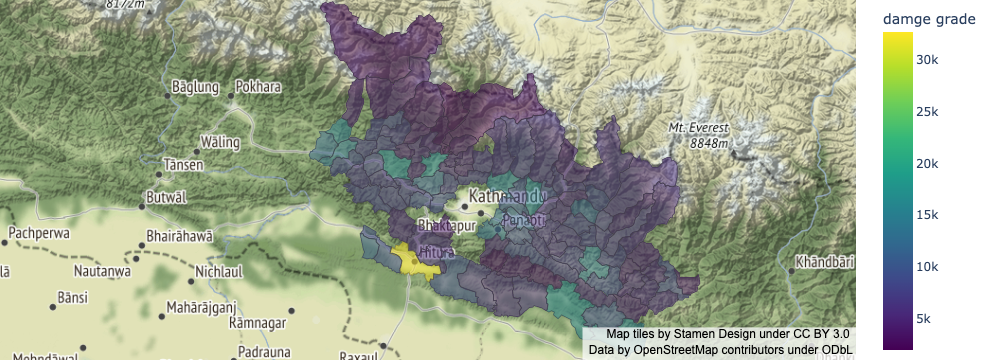 8172m
damge grade
30k
25k
20k
15k
10k
5k
Bāglung
Pokhara
Mt. Everest
8848m
Wāling
Tānsen
Butwāl
Kathmandu
Bhaktapur
Panaoti
Pachperwa
Bhairāhawā
Hitura
Khāndbāri
lā
Nautanwa
Nichlaul
Bānsi
Mahārājganj
Rāmnagar
Mehndāwal
Padrauna
Raxaul
Map tiles by Stamen Design under CC BY 3.0
Data by OpenStreetMap contributors under ODbL